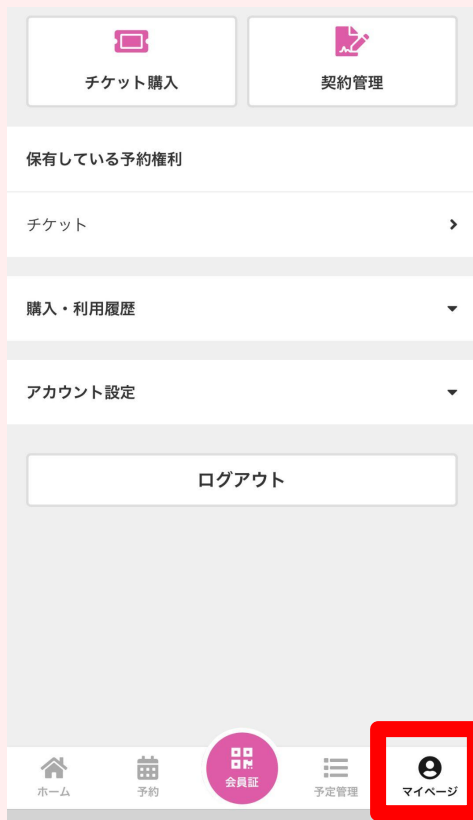 チケット購入
契約管理
保有している予約権利
チケット
購入・利用履歴
アカウント設定
ログアウト
ホーム
予約
会員証
予定管理
マイページ